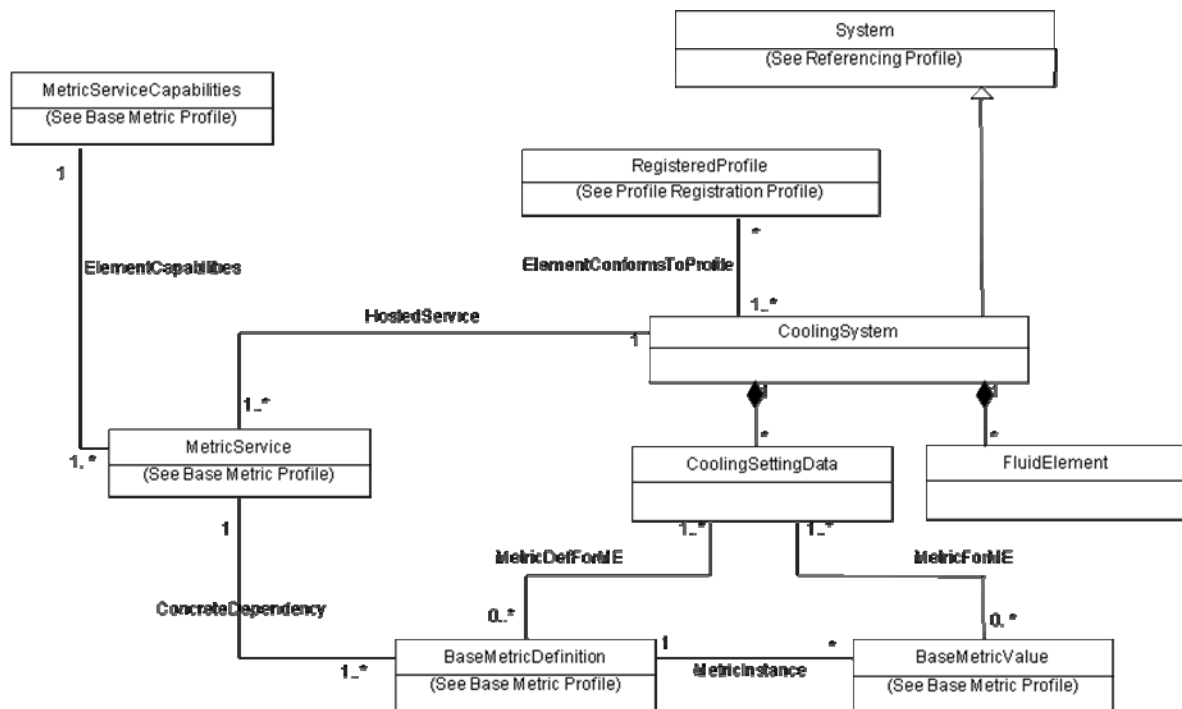 System
(See Referencing Profile)
MetricServiceCapabilities
(See Base Metric Profile)
1
RegisteredProfile
(See Profile Registration Profile)
*
ElementCapabilities
ElementConformsToProfile
1..*
HostedService
CoolingSystem
1
1..*
*
*
MetricService
(See Base Metric Profile)
1..*
CoolingSettingData
FluidElement
1
1..*
1..*
MetricDefForME
MetricForME
ConcreteDependency
0..*
0..*
1..*
BaseMetricDefinition
(See Base Metric Profile)
1
*
MetricInstance
BaseMetricValue
(See Base Metric Profile)